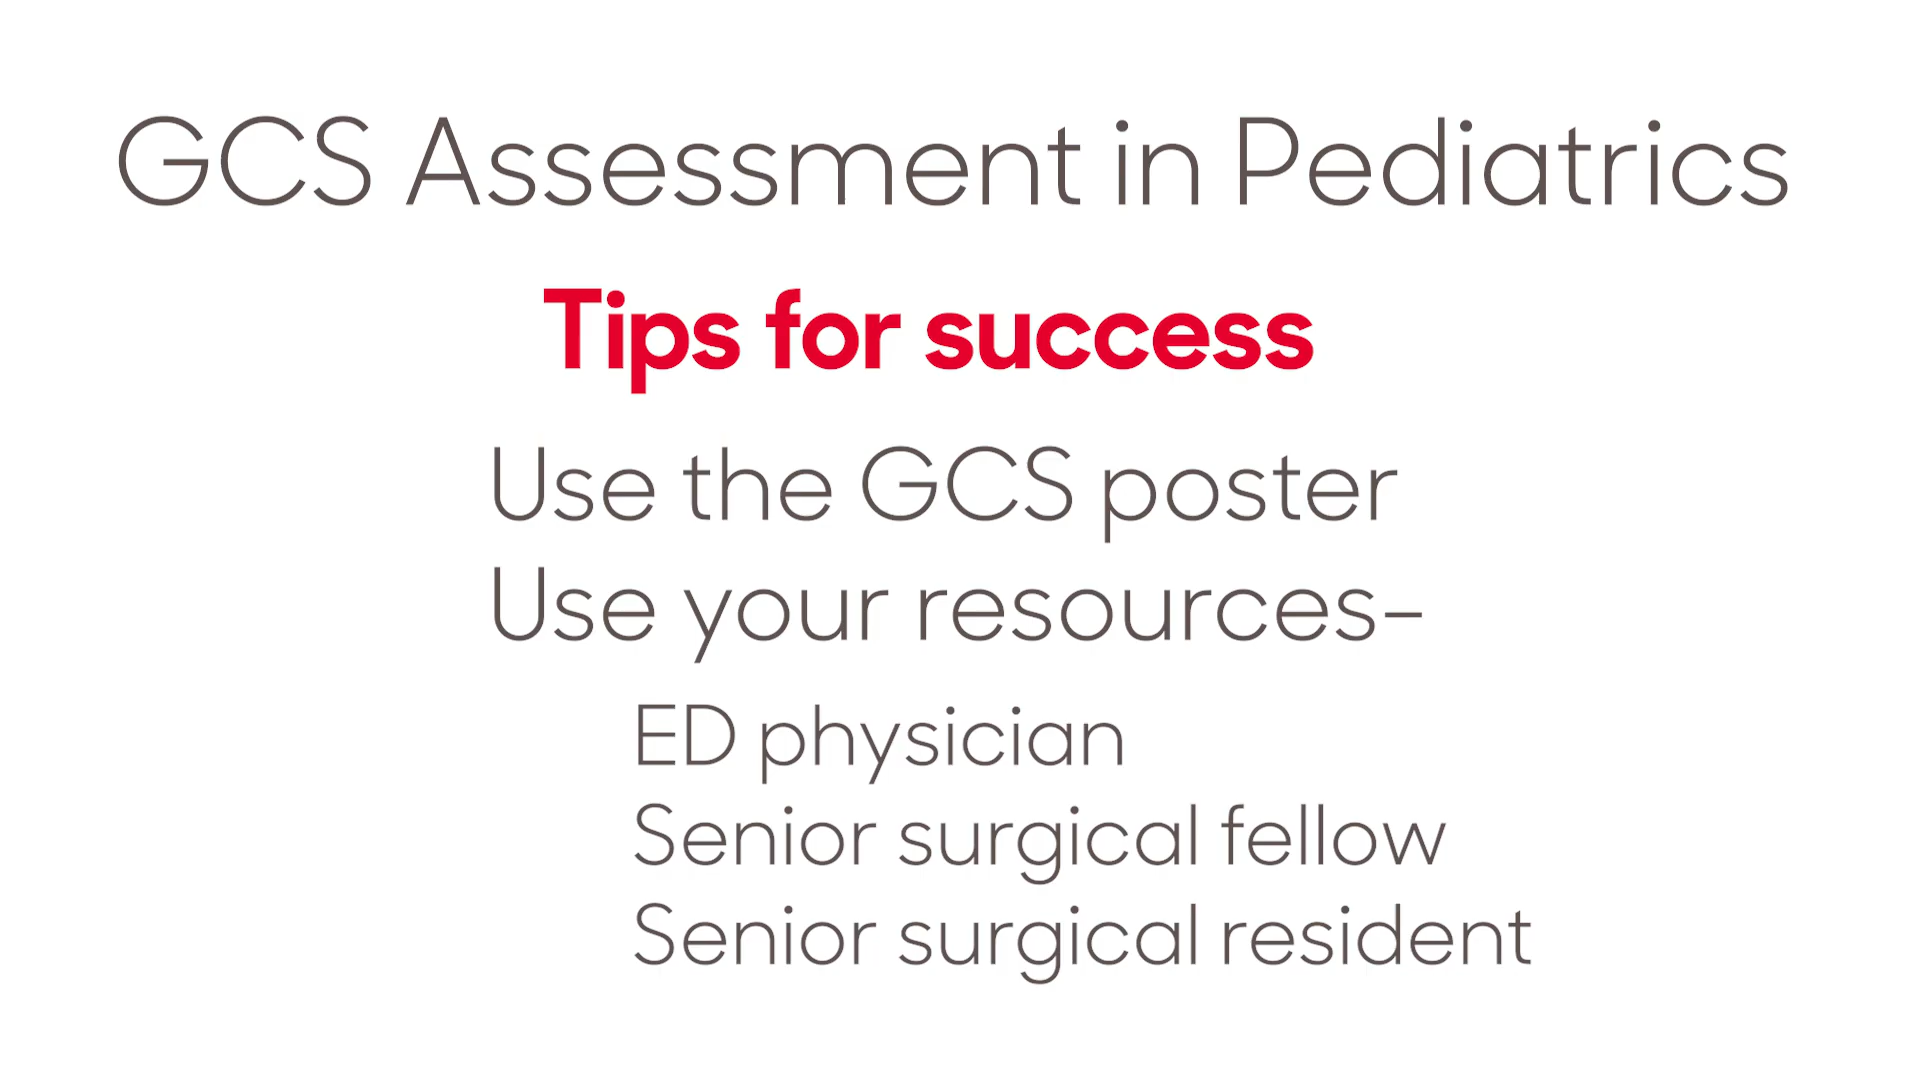 GCS Assessment in Pediatrics
Tips for success
Use the GCS poster
Use your resources–
ED physician
Senior surgical fellow
Senior surgical resident